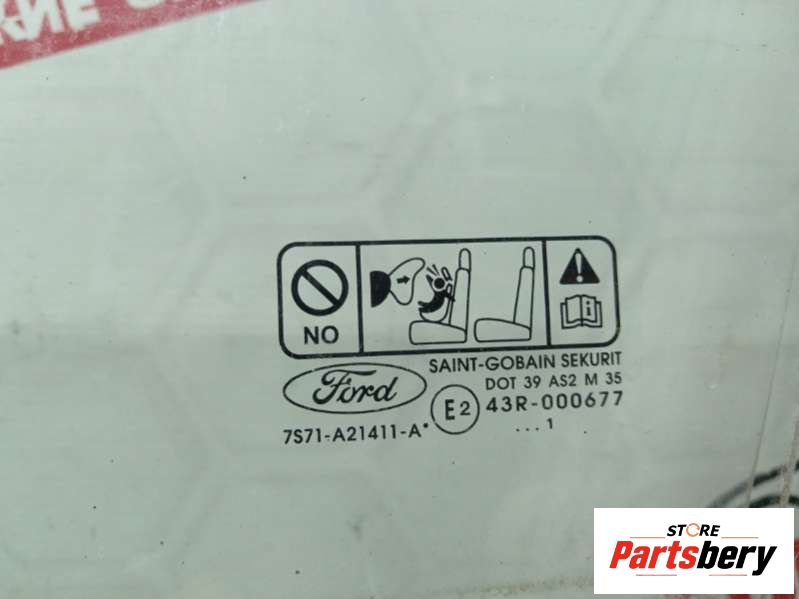 NO
SAINT-GOBAIN SEKURIT
Ford
DOT 39 AS2 M 35
E2
43R-000677
7S71-A21411-A*
...1
STORE
Partsbery